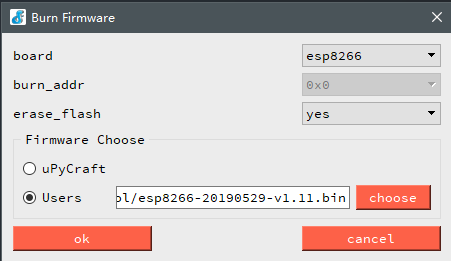 Burn Firmware
board esp8266
burn_addr 0x0
erase_flash yes
Firmware Choose
uPyCraft
Users ol/esp8266-20190529-v1.11.bin choose
ok cancel